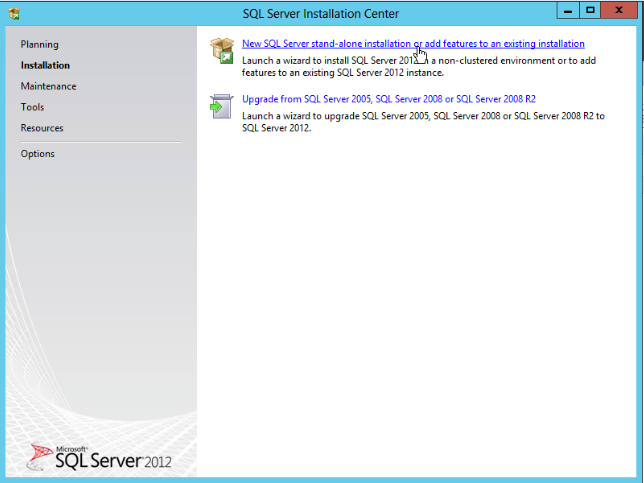 SQL Server Installation Center
Planning
Installation
Maintenance
Tools
Resources
Options
New SQL Server stand-alone installation or add features to an existing installation
Launch a wizard to install SQL Server 2012 a non-clustered environment or to add
features to an existing SQL Server 2012 instance.
Upgrade from SQL Server 2005, SQL Server 2008 or SQL Server 2008 R2
Launch a wizard to upgrade SQL Server 2005, SQL Server 2008 or SQL Server 2008 R2 to
SQL Server 2012.
Microsoft®
SQL Server 2012